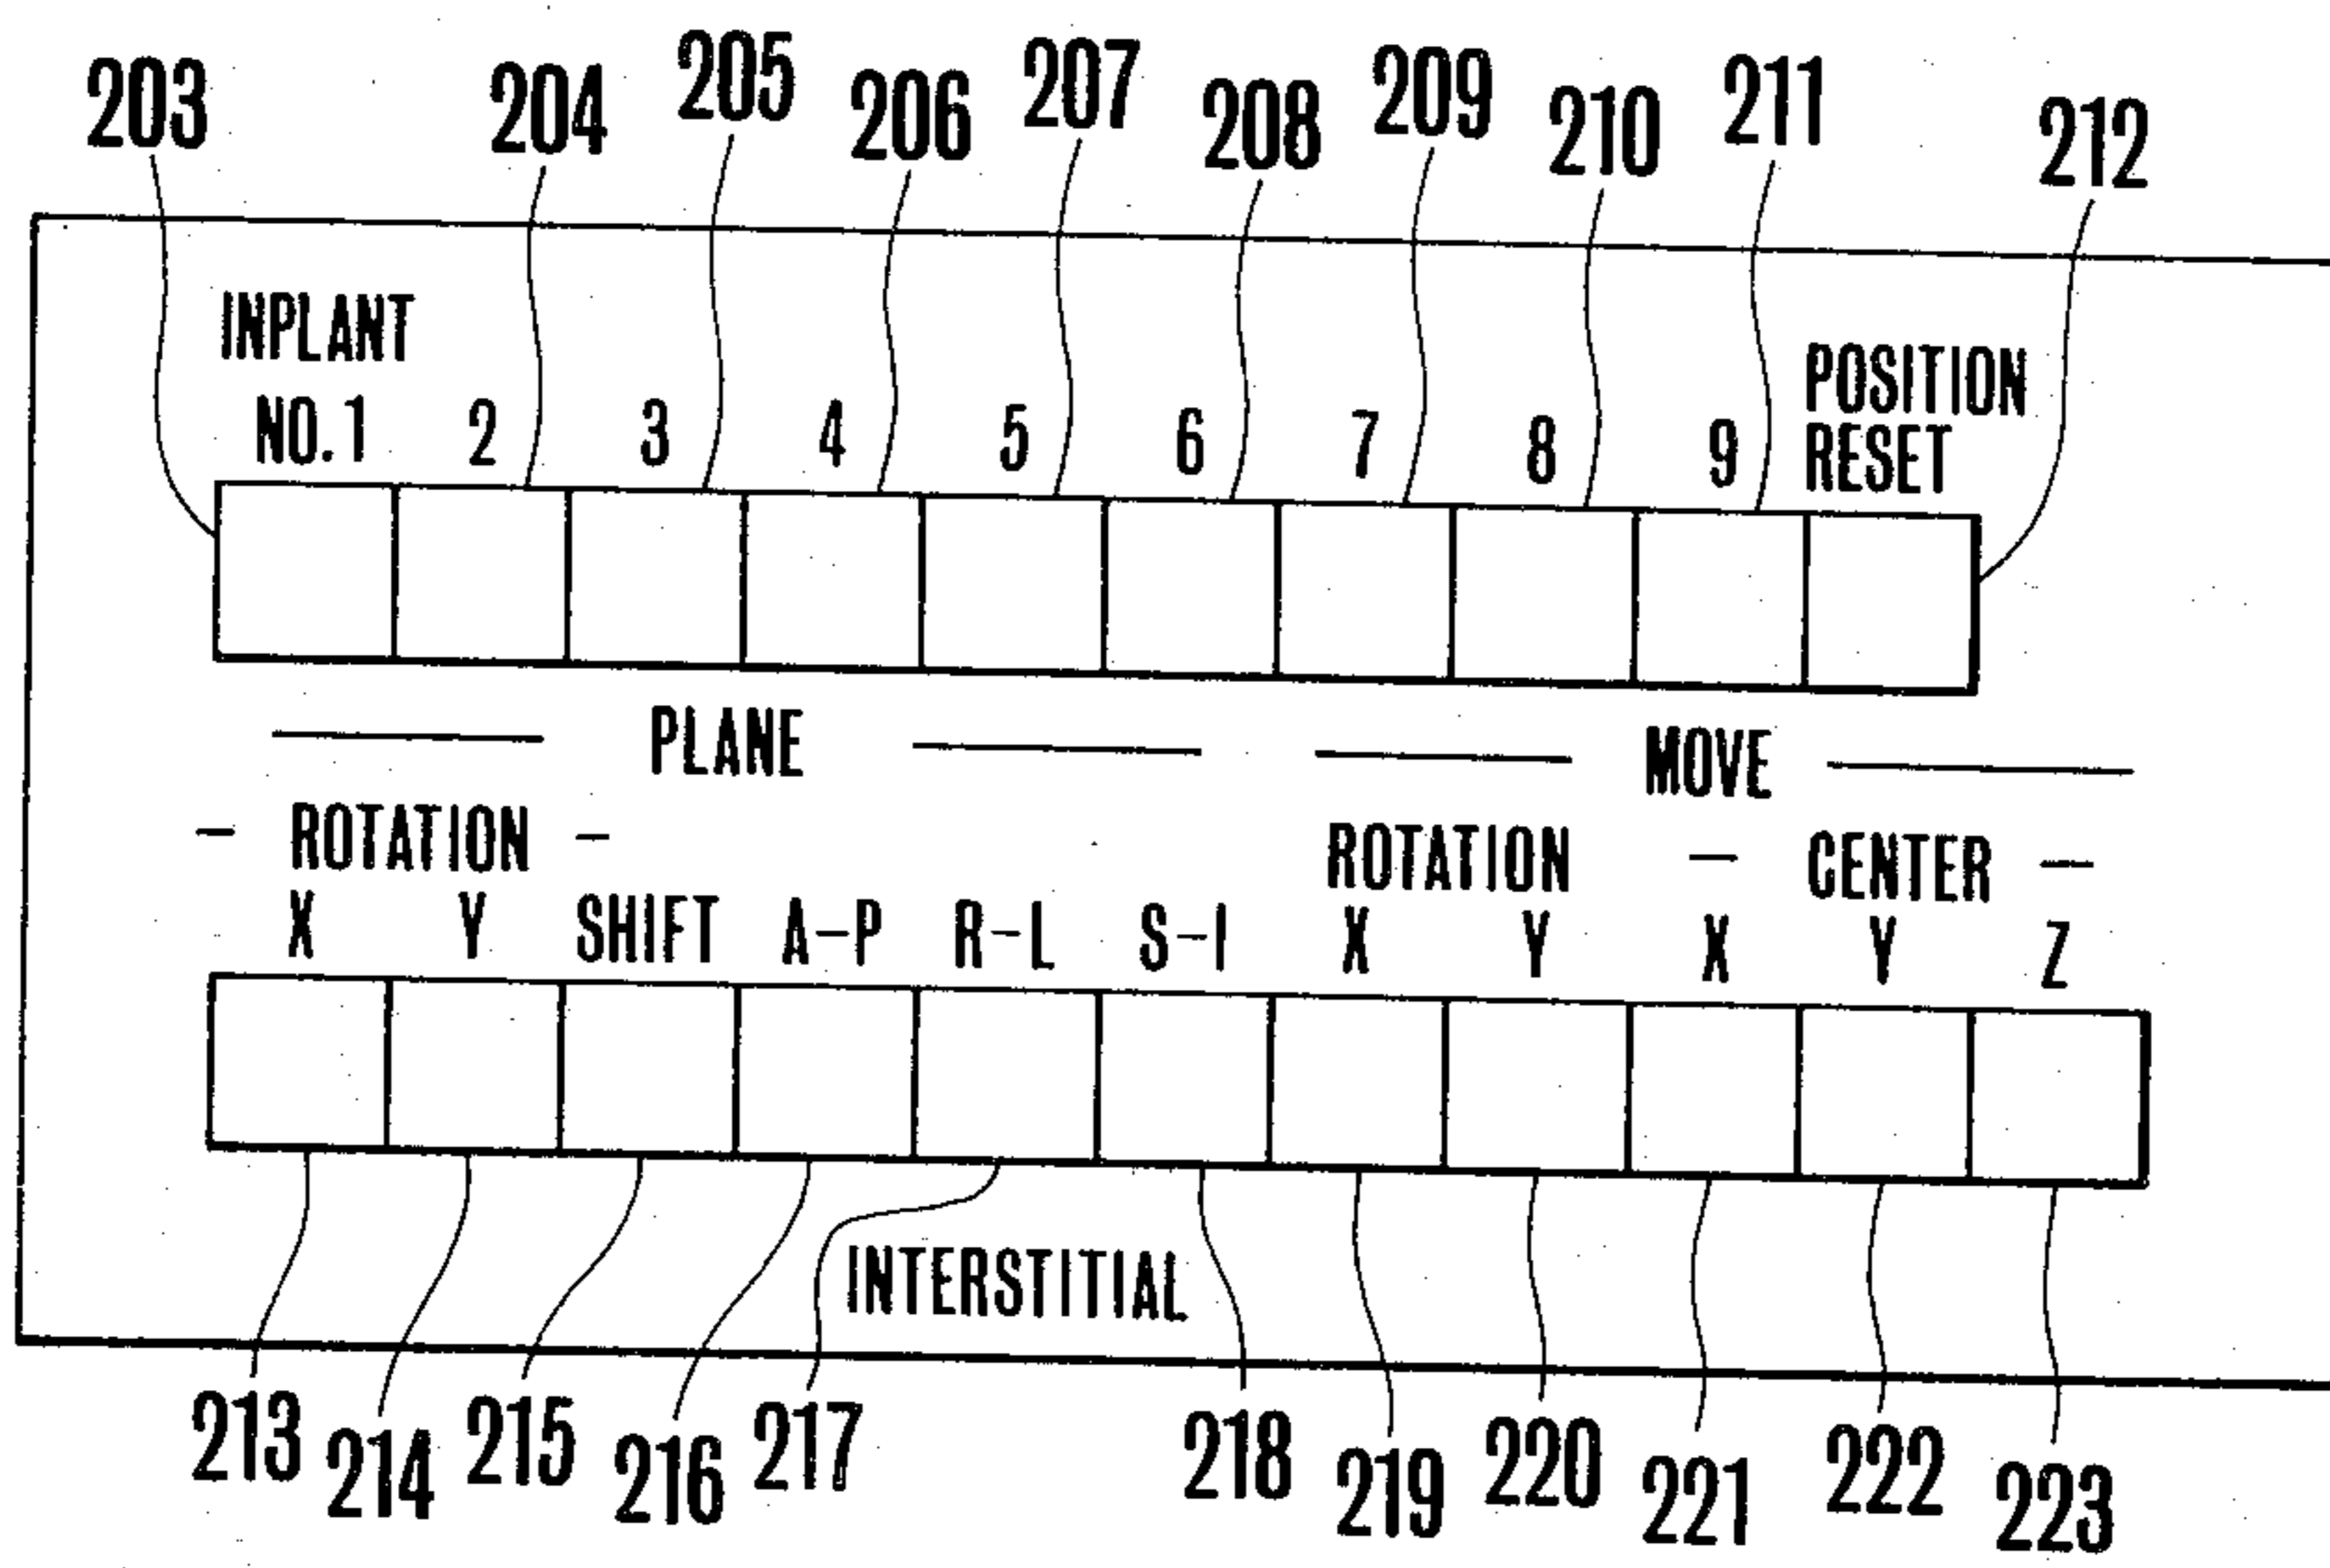 203 204 205 206 207 208 209 210 211 212
INPLANT
NO. 1 2 3 4 5 6 7 8 9 POSITION RESET
PLANE MOVE
- ROTATION - ROTATION - CENTER -
X Y SHIFT A-P R-L S-I X Y X Y Z
INTERSTITIAL
213 214 215 216 217 218 219 220 221 222 223